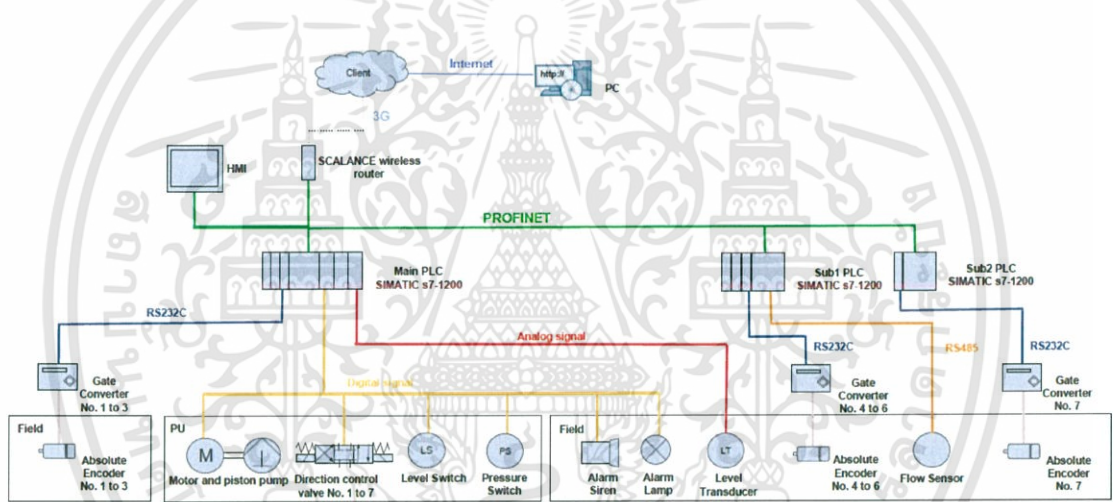 Client
Internet
http://
PC
3G
HMI
SCALANCE wireless
router
PROFINET
Main PLC
SIMATIC s7-1200
Sub1 PLC
SIMATIC s7-1200
Sub2 PLC
SIMATIC s7-1200
RS232C
Analog signal
RS232C
RS485
RS232C
Digital signal
Gate
Converter
No. 1 to 3
Gate
Converter
No. 4 to 6
Gate
Converter
No. 7
Field
Absolute
Encoder
No. 1 to 3
PU
M
Motor and piston pump
Direction control
valve No. 1 to 7
LS
Level Switch
PS
Pressure
Switch
Field
Alarm
Siren
Alarm
Lamp
LT
Level
Transducer
Absolute
Encoder
No. 4 to 6
Flow Sensor
Absolute
Encoder
No. 7